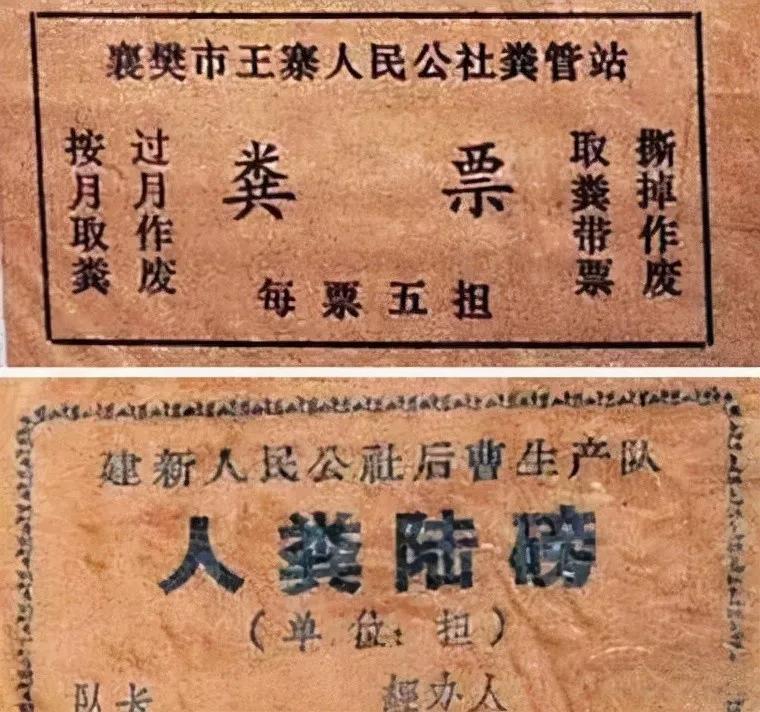 襄樊市王寨人民公社粪管站
按月取粪
过月作废
粪票
取粪带票
撕掉作废
每票五担
建新人民公社后曹生产队
人粪陆磅
（单位：担）
队长 经办人